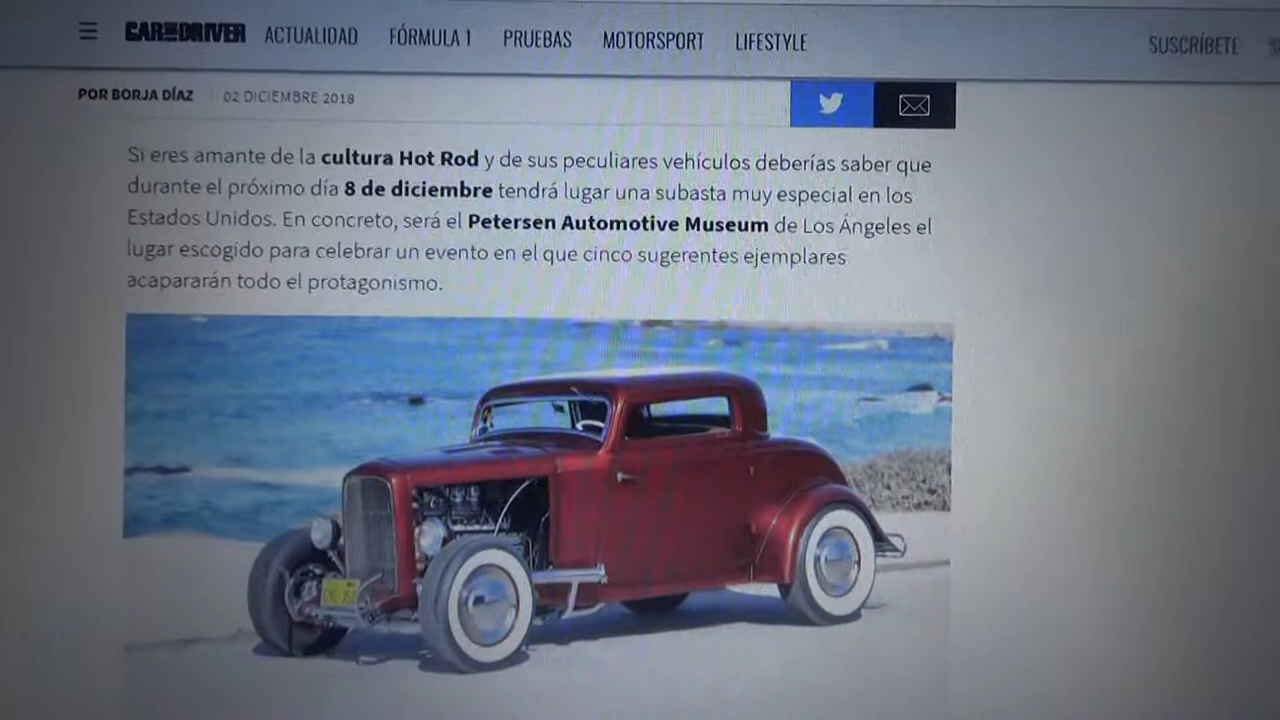 CAR AND DRIVER ACTUALIDAD FÓRMULA 1 PRUEBAS MOTORSPORT LIFESTYLE SUSCRÍBETE
POR BORJA DÍAZ 02 DICIEMBRE 2018
Si eres amante de la cultura Hot Rod y de sus peculiares vehículos deberías saber que
durante el próximo día 8 de diciembre tendrá lugar una subasta muy especial en los
Estados Unidos. En concreto, será el Petersen Automotive Museum de Los Ángeles el
lugar escogido para celebrar un evento en el que cinco sugerentes ejemplares
acapararán todo el protagonismo.